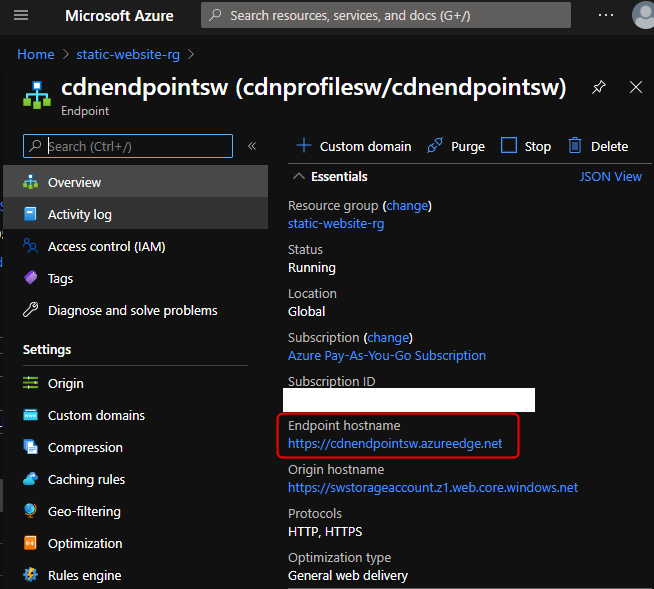 Microsoft Azure
Search resources, services, and docs (G+/)
Home > static-website-rg >
cdnendpointsw (cdnprofilesw/cdnendpointsw)
Endpoint
Search (Ctrl+/)
Overview
Activity log
Access control (IAM)
Tags
Diagnose and solve problems
Settings
Origin
Custom domains
Compression
Caching rules
Geo-filtering
Optimization
Rules engine
Custom domain Purge Stop Delete
Essentials
JSON View
Resource group (change)
static-website-rg
Status
Running
Location
Global
Subscription (change)
Azure Pay-As-You-Go Subscription
Subscription ID
Endpoint hostname
https://cdnendpointsw.azureedge.net
Origin hostname
https://swstorageaccount.z1.web.core.windows.net
Protocols
HTTP, HTTPS
Optimization type
General web delivery